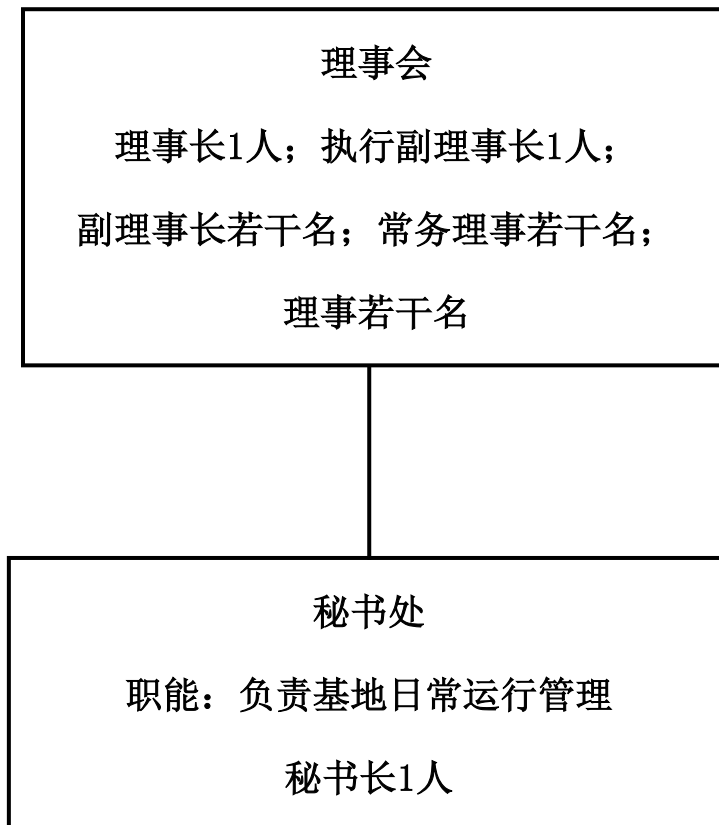 理事会
理事长1人；执行副理事长1人；
副理事长若干名；常务理事若干名；
理事若干名
秘书处
职能：负责基地日常运行管理
秘书长1人